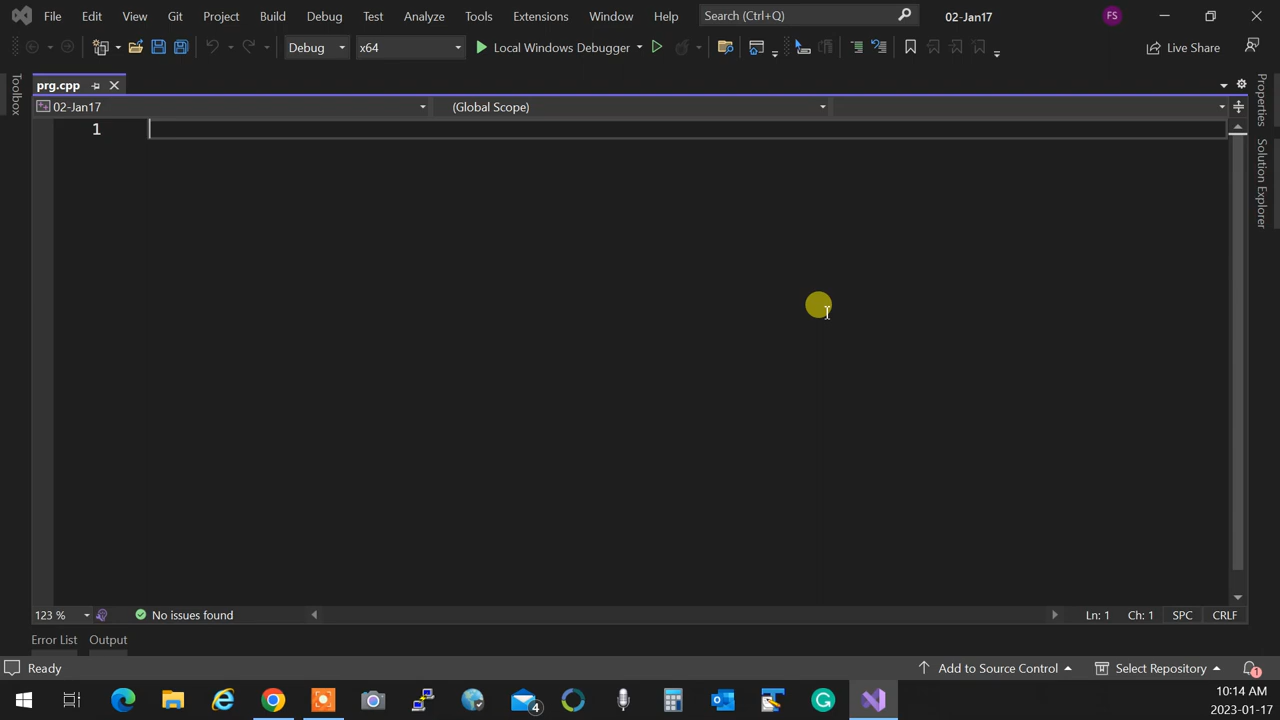 File Edit View Git Project Build Debug Test Analyze Tools Extensions Window Help Search (Ctrl+Q) 02-Jan17 FS
Debug x64 Local Windows Debugger Live Share
prg.cpp
02-Jan17 (Global Scope)
1
Toolbox
Properties
Solution Explorer
123 % No issues found Ln: 1 Ch: 1 SPC CRLF
Error List Output
Ready Add to Source Control Select Repository 1
4
10:14 AM
2023-01-17